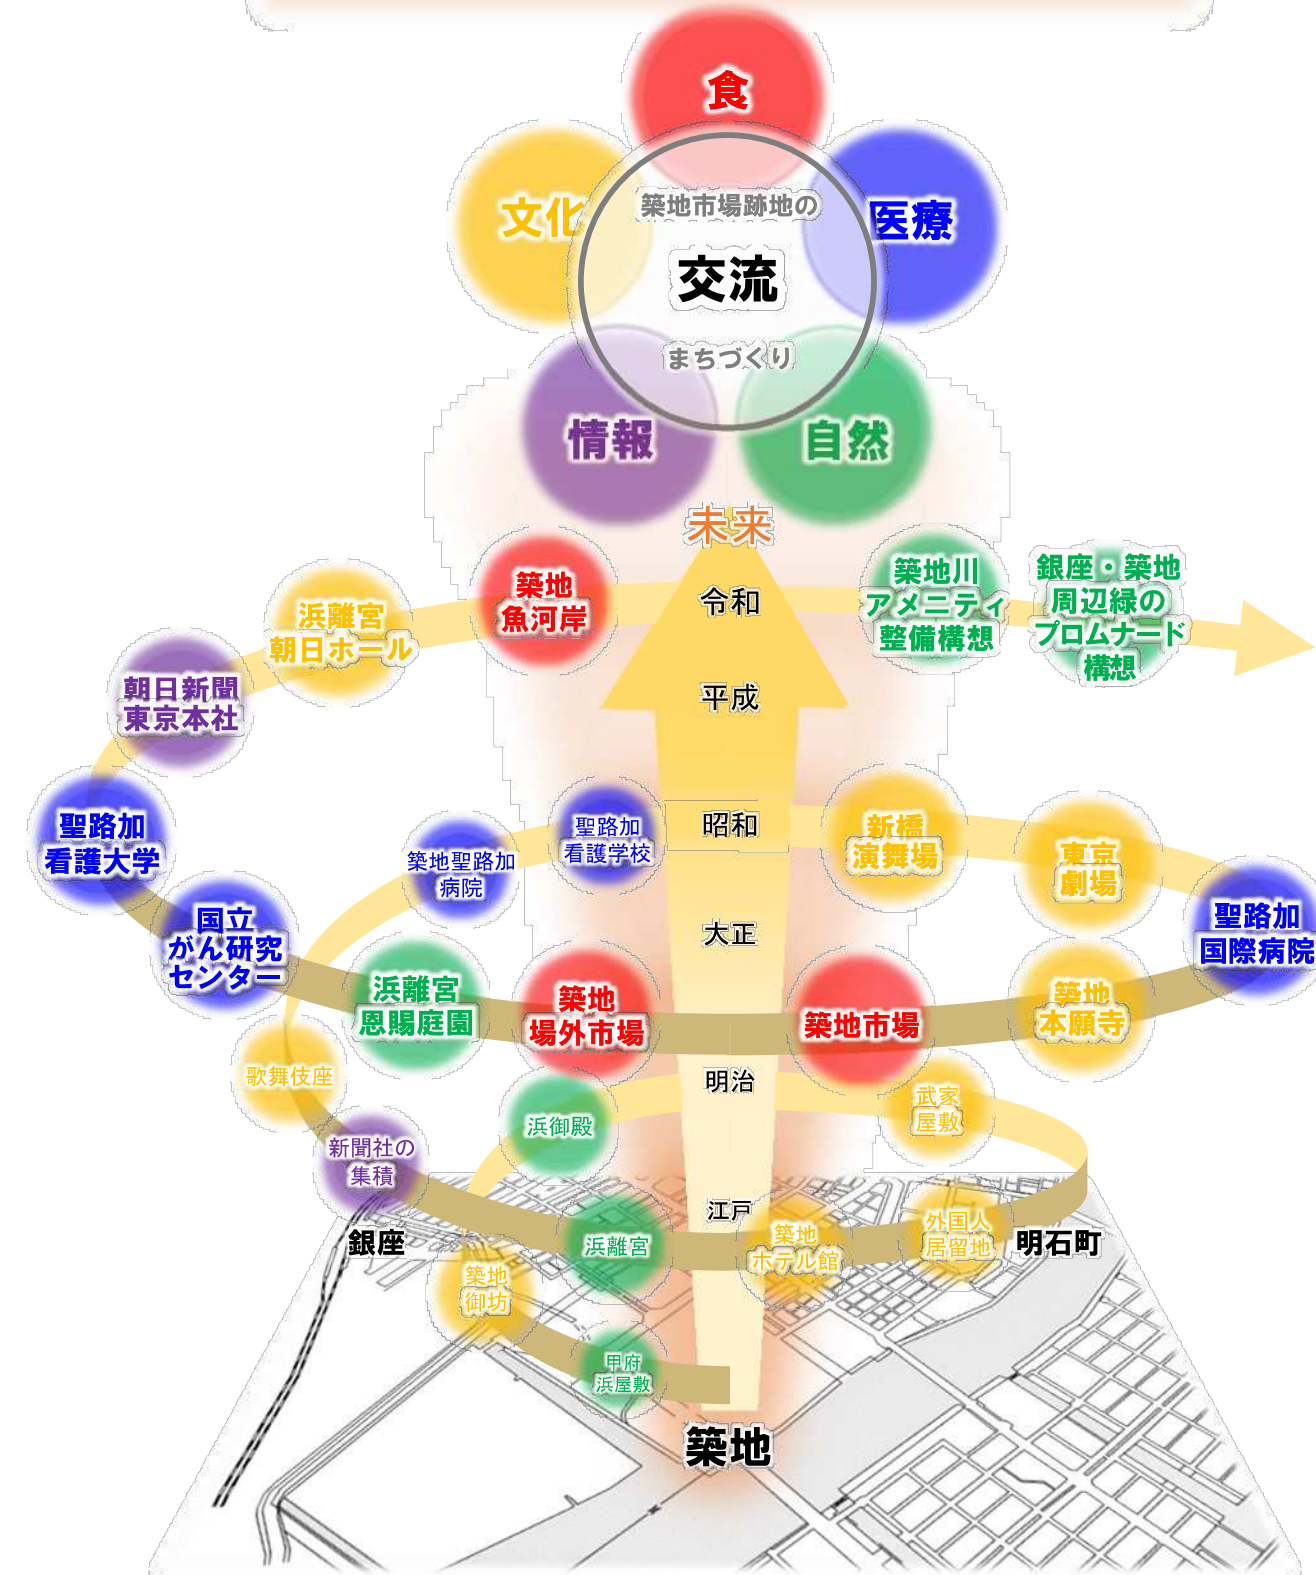 食
文化
医療
築地市場跡地の
交流
まちづくり
情報
自然
未来
令和
平成
昭和
大正
明治
江戸
築地
魚河岸
浜離宮
朝日ホール
朝日新聞
東京本社
築地川
アメニティ
整備構想
銀座・築地
周辺緑の
プロムナード
構想
聖路加
看護大学
国立
がん研究
センター
浜離宮
恩賜庭園
築地
場外市場
築地市場
築地
本願寺
聖路加
国際病院
東京
劇場
新橋
演舞場
聖路加
看護学校
築地聖路加
病院
歌舞伎座
新聞社の
集積
浜御殿
武家
屋敷
浜離宮
築地
ホテル館
外国人
居留地
銀座
明石町
築地
御坊
甲府
浜屋敷
築地